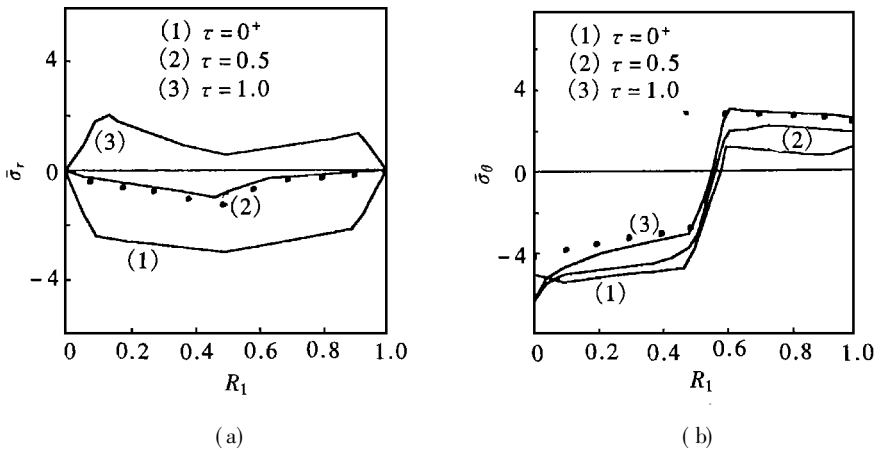 (1) τ = 0⁺
(2) τ = 0.5
(3) τ = 1.0
4
0
−4
σ̄r
(3)
(2)
(1)
0 0.2 0.4 0.6 0.8 1.0
R₁
(a)
(1) τ = 0⁺
(2) τ = 0.5
(3) τ = 1.0
4
0
−4
σ̄θ
(2)
(3)
(1)
0 0.2 0.4 0.6 0.8 1.0
R₁
(b)